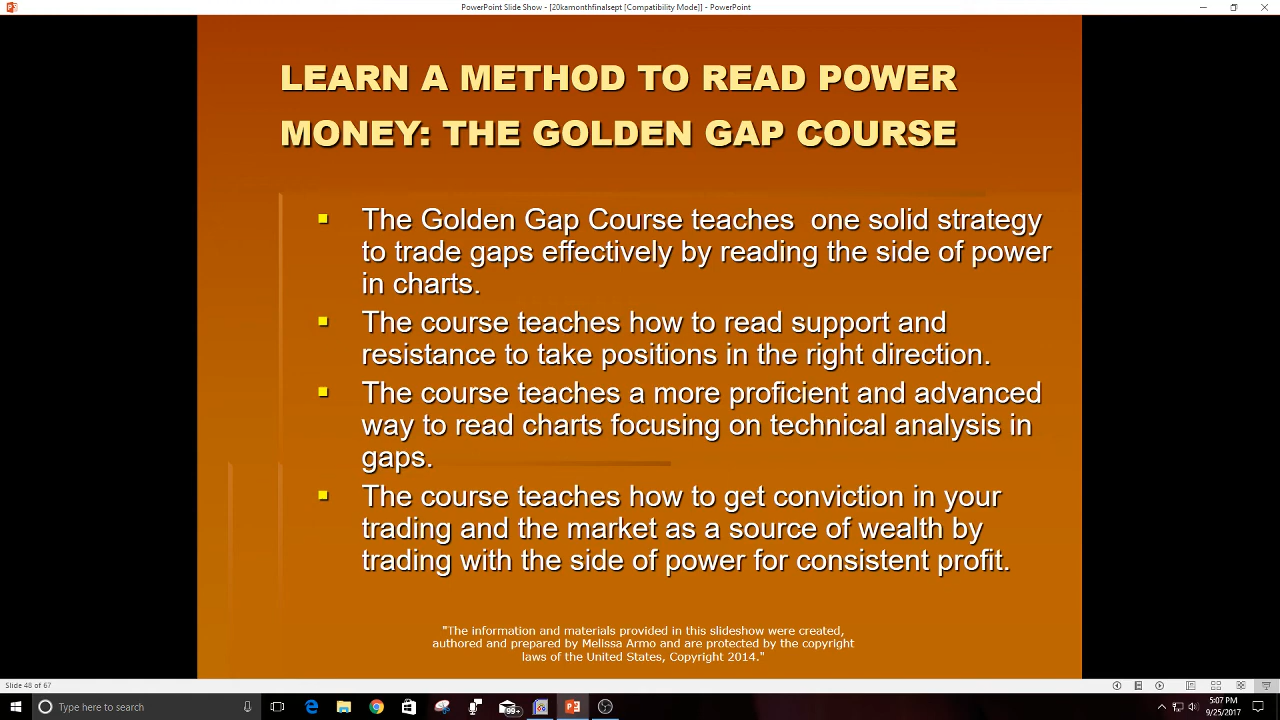 PowerPoint Slide Show - [20kamonthfinalsept [Compatibility Mode]] - PowerPoint
LEARN A METHOD TO READ POWER
MONEY: THE GOLDEN GAP COURSE
The Golden Gap Course teaches  one solid strategy
to trade gaps effectively by reading the side of power
in charts.
The course teaches how to read support and
resistance to take positions in the right direction.
The course teaches a more proficient and advanced
way to read charts focusing on technical analysis in
gaps.
The course teaches how to get conviction in your
trading and the market as a source of wealth by
trading with the side of power for consistent profit.
"The information and materials provided in this slideshow were created,
authored and prepared by Melissa Armo and are protected by the copyright
laws of the United States, Copyright 2014."
Slide 48 of 67
Type here to search
99+
5:07 PM
9/25/2017